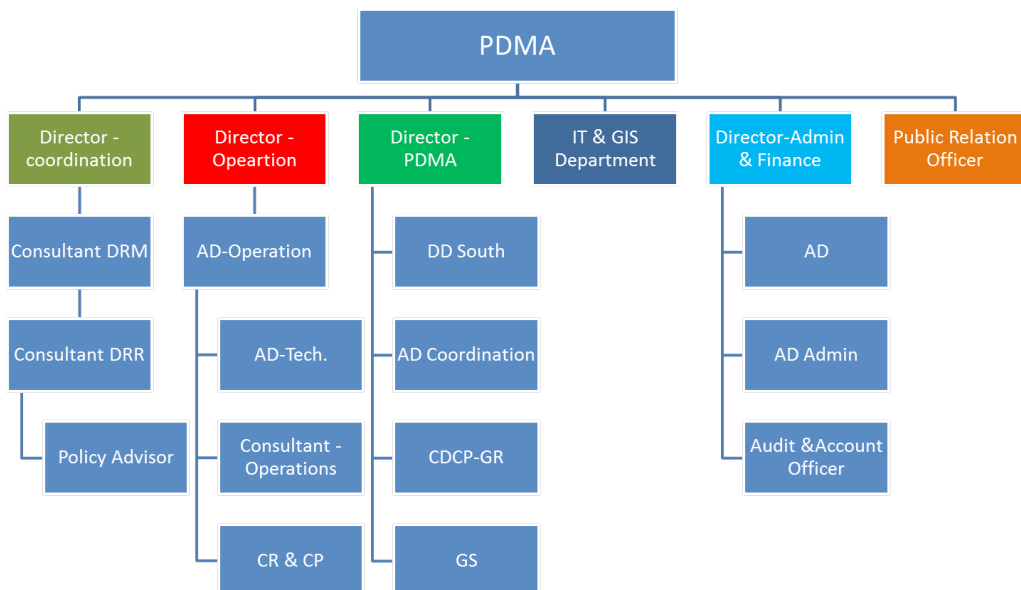 PDMA
Director -
coordination
Director -
Opeartion
Director -
PDMA
IT & GIS
Department
Director-Admin
& Finance
Public Relation
Officer
Consultant DRM
AD-Operation
DD South
AD
Consultant DRR
AD-Tech.
AD Coordination
AD Admin
Policy Advisor
Consultant -
Operations
CDCP-GR
Audit &Account
Officer
CR & CP
GS